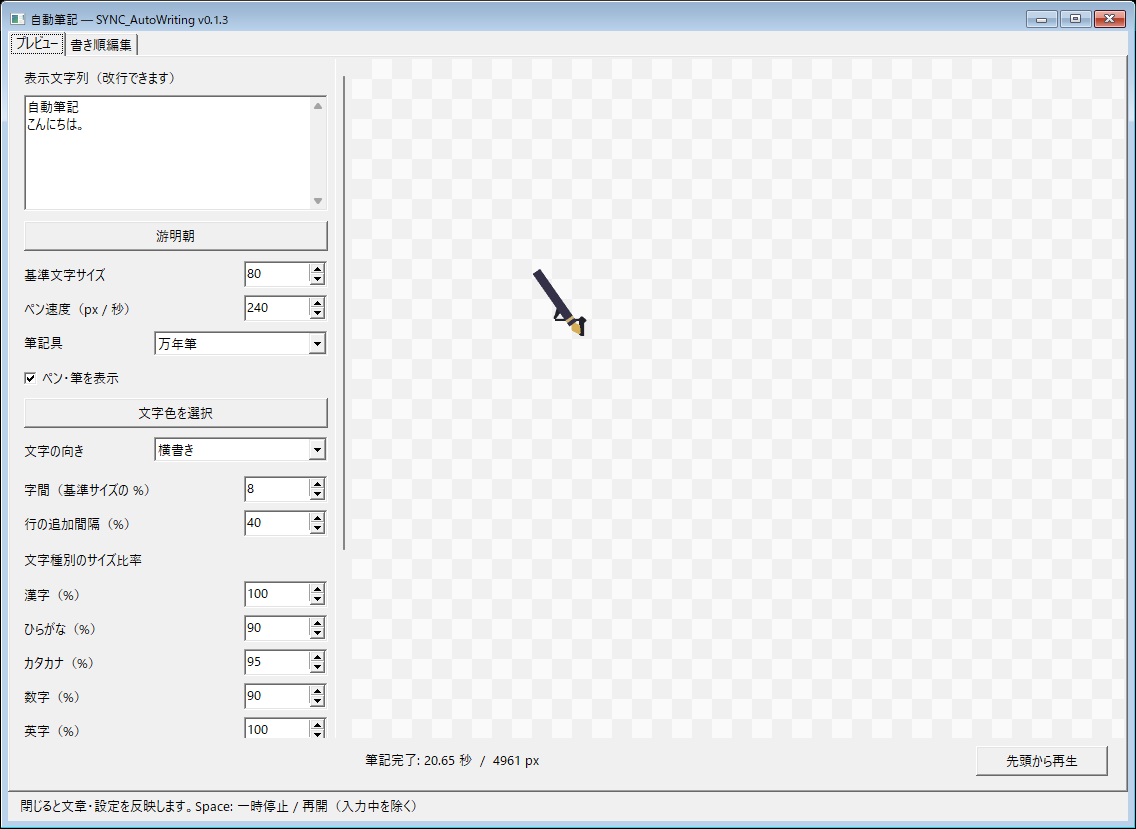 自動筆記 — SYNC_AutoWriting v0.1.3
プレビュー 書き順編集
表示文字列（改行できます）
自動筆記
こんにちは。
游明朝
基準文字サイズ 80
ペン速度（px / 秒） 240
筆記具 万年筆
ペン・筆を表示
文字色を選択
文字の向き 横書き
字間（基準サイズの %） 8
行の追加間隔（%） 40
文字種別のサイズ比率
漢字（%） 100
ひらがな（%） 90
カタカナ（%） 95
数字（%） 90
英字（%） 100
筆記完了: 20.65 秒 / 4961 px
先頭から再生
閉じると文章・設定を反映します。Space: 一時停止 / 再開（入力中を除く）